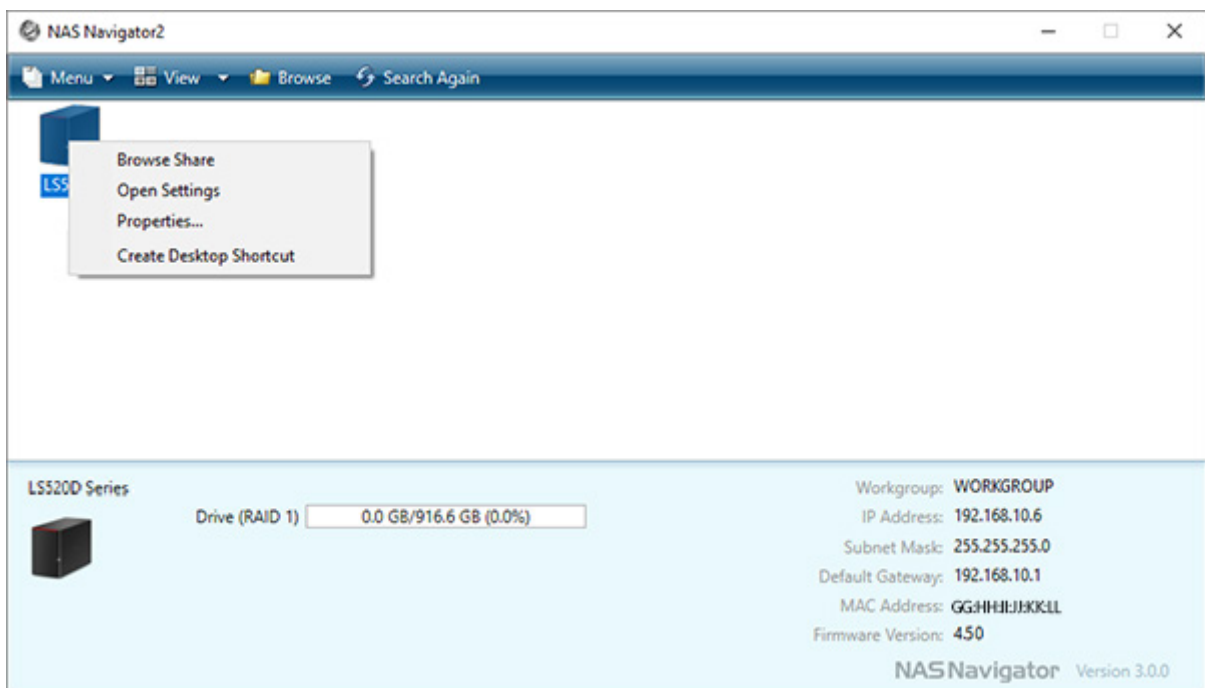 NAS Navigator2
Menu View Browse Search Again
Browse Share
LS5
Open Settings
Properties...
Create Desktop Shortcut
LS520D Series
Drive (RAID 1) 0.0 GB/916.6 GB (0.0%)
Workgroup: WORKGROUP
IP Address: 192.168.10.6
Subnet Mask: 255.255.255.0
Default Gateway: 192.168.10.1
MAC Address: GG:HH:II:JJ:KK:LL
Firmware Version: 4.50
NAS Navigator Version 3.0.0